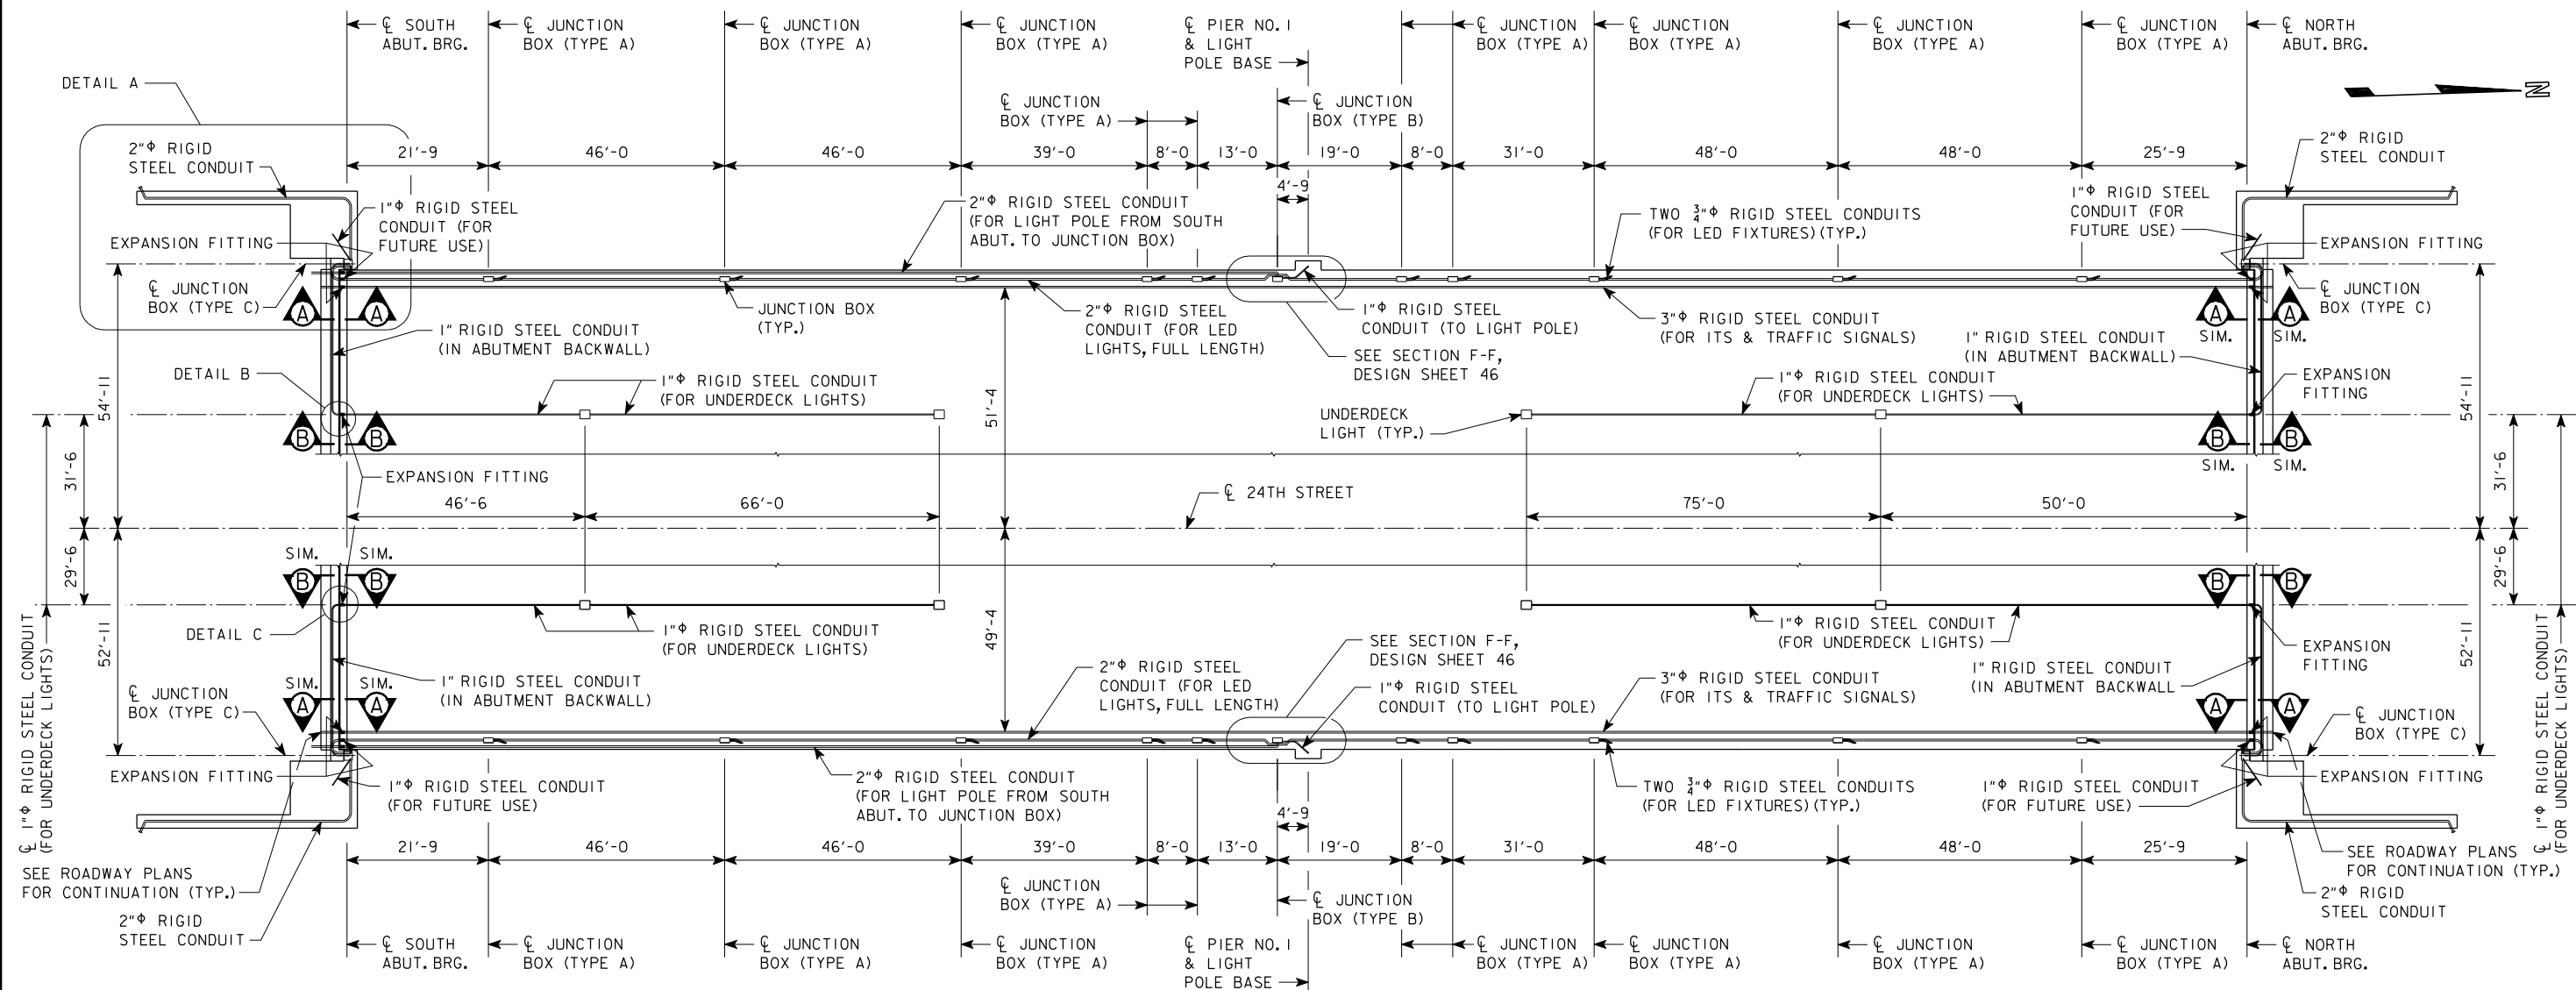 ℄ SOUTH
ABUT. BRG.
℄ JUNCTION
BOX (TYPE A)
℄ JUNCTION
BOX (TYPE A)
℄ JUNCTION
BOX (TYPE A)
℄ PIER NO. 1
& LIGHT
POLE BASE
℄ JUNCTION
BOX (TYPE A)
℄ JUNCTION
BOX (TYPE A)
℄ JUNCTION
BOX (TYPE A)
℄ JUNCTION
BOX (TYPE A)
℄ NORTH
ABUT. BRG.
DETAIL A
℄ JUNCTION
BOX (TYPE A)
℄ JUNCTION
BOX (TYPE B)
N
2"Φ RIGID
STEEL CONDUIT
21'-9
46'-0
46'-0
39'-0
8'-0
13'-0
19'-0
8'-0
31'-0
48'-0
48'-0
25'-9
2"Φ RIGID
STEEL CONDUIT
4'-9
1"Φ RIGID STEEL
CONDUIT (FOR
FUTURE USE)
2"Φ RIGID STEEL CONDUIT
(FOR LIGHT POLE FROM SOUTH
ABUT. TO JUNCTION BOX)
TWO ¾"Φ RIGID STEEL CONDUITS
(FOR LED FIXTURES) (TYP.)
1"Φ RIGID STEEL
CONDUIT (FOR
FUTURE USE)
EXPANSION FITTING
EXPANSION FITTING
℄ JUNCTION
BOX (TYPE C)
A
A
JUNCTION BOX
(TYP.)
2"Φ RIGID STEEL
CONDUIT (FOR LED
LIGHTS, FULL LENGTH)
1"Φ RIGID STEEL
CONDUIT (TO LIGHT POLE)
3"Φ RIGID STEEL CONDUIT
(FOR ITS & TRAFFIC SIGNALS)
A
A
SIM.
SIM.
℄ JUNCTION
BOX (TYPE C)
1" RIGID STEEL CONDUIT
(IN ABUTMENT BACKWALL)
SEE SECTION F-F,
DESIGN SHEET 46
1" RIGID STEEL CONDUIT
(IN ABUTMENT BACKWALL)
DETAIL B
1"Φ RIGID STEEL CONDUIT
(FOR UNDERDECK LIGHTS)
1"Φ RIGID STEEL CONDUIT
(FOR UNDERDECK LIGHTS)
EXPANSION
FITTING
54'-11
51'-4
54'-11
UNDERDECK
LIGHT (TYP.)
B
B
B
B
SIM.
SIM.
31'-6
31'-6
EXPANSION FITTING
46'-6
66'-0
℄ 24TH STREET
75'-0
50'-0
29'-6
29'-6
SIM.
SIM.
B
B
B
B
DETAIL C
1"Φ RIGID STEEL CONDUIT
(FOR UNDERDECK LIGHTS)
49'-4
SEE SECTION F-F,
DESIGN SHEET 46
1"Φ RIGID STEEL CONDUIT
(FOR UNDERDECK LIGHTS)
EXPANSION
FITTING
52'-11
52'-11
℄ 1"Φ RIGID STEEL CONDUIT
(FOR UNDERDECK LIGHTS)
℄ 1"Φ RIGID STEEL CONDUIT
(FOR UNDERDECK LIGHTS)
℄ JUNCTION
BOX (TYPE C)
SIM.
SIM.
A
A
1" RIGID STEEL CONDUIT
(IN ABUTMENT BACKWALL)
2"Φ RIGID STEEL
CONDUIT (FOR LED
LIGHTS, FULL LENGTH)
1"Φ RIGID STEEL
CONDUIT (TO LIGHT POLE)
3"Φ RIGID STEEL CONDUIT
(FOR ITS & TRAFFIC SIGNALS)
1" RIGID STEEL CONDUIT
(IN ABUTMENT BACKWALL
A
A
℄ JUNCTION
BOX (TYPE C)
EXPANSION FITTING
1"Φ RIGID STEEL CONDUIT
(FOR FUTURE USE)
2"Φ RIGID STEEL CONDUIT
(FOR LIGHT POLE FROM SOUTH
ABUT. TO JUNCTION BOX)
TWO ¾"Φ RIGID STEEL CONDUITS
(FOR LED FIXTURES) (TYP.)
1"Φ RIGID STEEL CONDUIT
(FOR FUTURE USE)
EXPANSION FITTING
4'-9
21'-9
46'-0
46'-0
39'-0
8'-0
13'-0
19'-0
8'-0
31'-0
48'-0
48'-0
25'-9
SEE ROADWAY PLANS
FOR CONTINUATION (TYP.)
SEE ROADWAY PLANS
FOR CONTINUATION (TYP.)
2"Φ RIGID
STEEL CONDUIT
℄ JUNCTION
BOX (TYPE A)
℄ JUNCTION
BOX (TYPE B)
2"Φ RIGID
STEEL CONDUIT
℄ SOUTH
ABUT. BRG.
℄ JUNCTION
BOX (TYPE A)
℄ JUNCTION
BOX (TYPE A)
℄ JUNCTION
BOX (TYPE A)
℄ PIER NO. 1
& LIGHT
POLE BASE
℄ JUNCTION
BOX (TYPE A)
℄ JUNCTION
BOX (TYPE A)
℄ JUNCTION
BOX (TYPE A)
℄ JUNCTION
BOX (TYPE A)
℄ NORTH
ABUT. BRG.